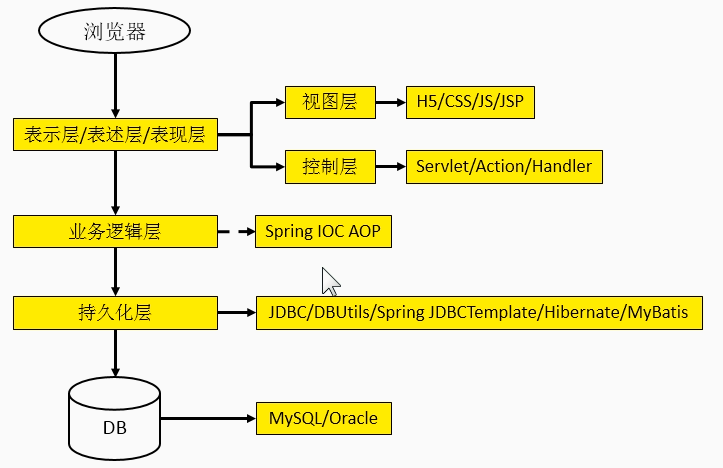 浏览器
视图层
H5/CSS/JS/JSP
表示层/表述层/表现层
控制层
Servlet/Action/Handler
业务逻辑层
Spring IOC AOP
持久化层
JDBC/DBUtils/Spring JDBCTemplate/Hibernate/MyBatis
DB
MySQL/Oracle